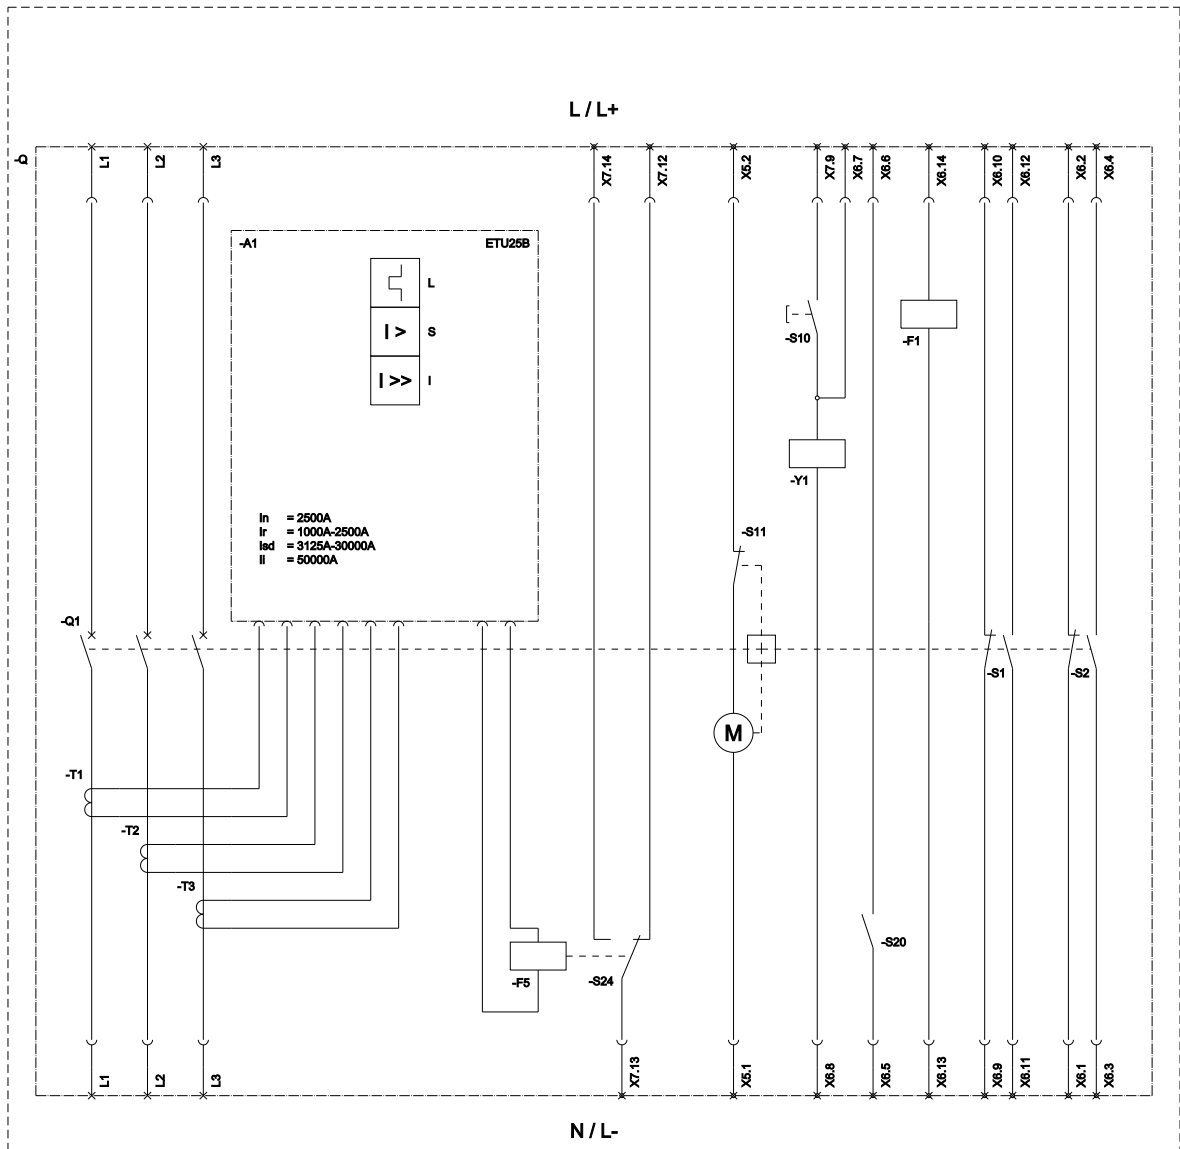 L / L+
-Q
L1
L2
L3
X7.14
X7.12
X5.2
X7.9
X6.7
X6.6
X6.14
X6.10
X6.12
X6.2
X6.4
-A1
ETU25B
L
I >
S
I >>
I
-S10
-F1
-Y1
In = 2500A
Ir = 1000A-2500A
Isd = 3125A-30000A
Ii = 50000A
-S11
-Q1
-S1
-S2
M
-T1
-T2
-T3
-S20
-F5
-S24
L1
L2
L3
X7.13
X5.1
X6.8
X6.5
X6.13
X6.9
X6.11
X6.1
X6.3
N / L-